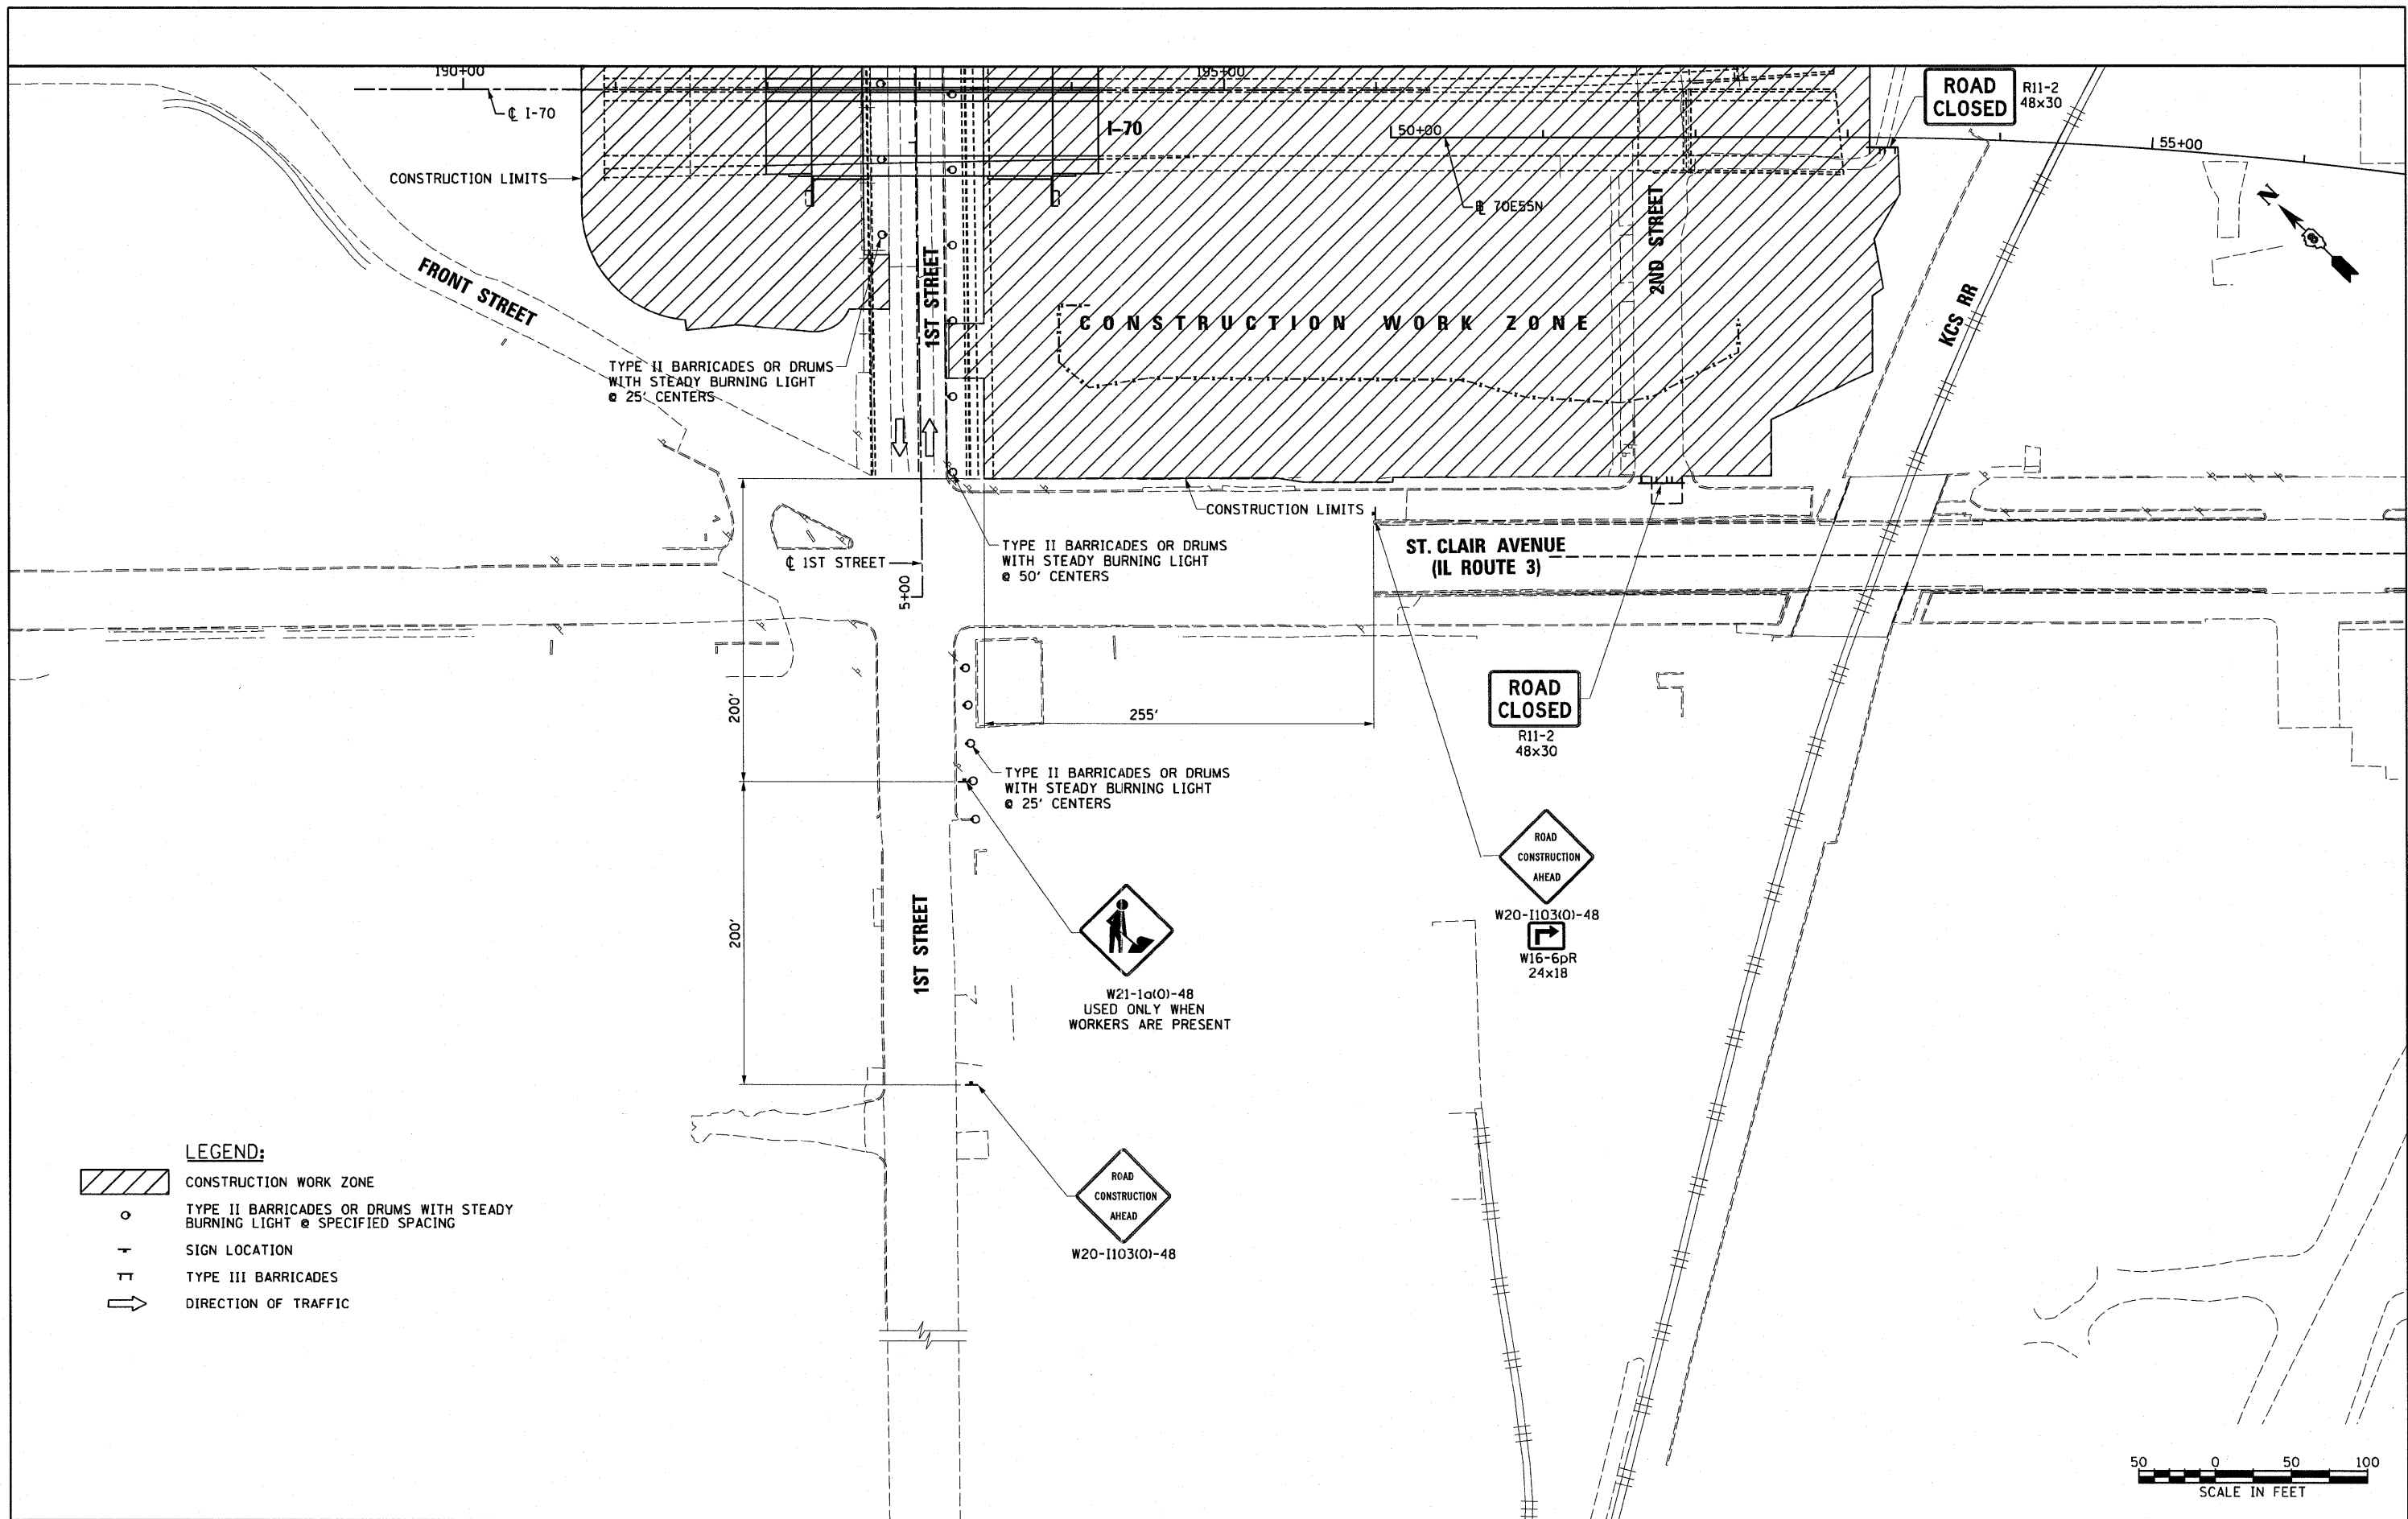 190+00
195+00
℄ I-70
I-70
ROAD
CLOSED
R11-2
48x30
50+00
55+00
CONSTRUCTION LIMITS
70E55N
N
FRONT STREET
1ST STREET
2ND STREET
KCS RR
CONSTRUCTION WORK ZONE
TYPE II BARRICADES OR DRUMS
WITH STEADY BURNING LIGHT
@ 25' CENTERS
CONSTRUCTION LIMITS
ST. CLAIR AVENUE
(IL ROUTE 3)
TYPE II BARRICADES OR DRUMS
WITH STEADY BURNING LIGHT
@ 50' CENTERS
℄ 1ST STREET
5+00
200'
255'
ROAD
CLOSED
R11-2
48x30
TYPE II BARRICADES OR DRUMS
WITH STEADY BURNING LIGHT
@ 25' CENTERS
200'
1ST STREET
ROAD
CONSTRUCTION
AHEAD
W20-I103(O)-48
W16-6pR
24x18
W21-1a(O)-48
USED ONLY WHEN
WORKERS ARE PRESENT
ROAD
CONSTRUCTION
AHEAD
W20-I103(O)-48
LEGEND:
CONSTRUCTION WORK ZONE
TYPE II BARRICADES OR DRUMS WITH STEADY
BURNING LIGHT @ SPECIFIED SPACING
SIGN LOCATION
TYPE III BARRICADES
DIRECTION OF TRAFFIC
50 0 50 100
SCALE IN FEET